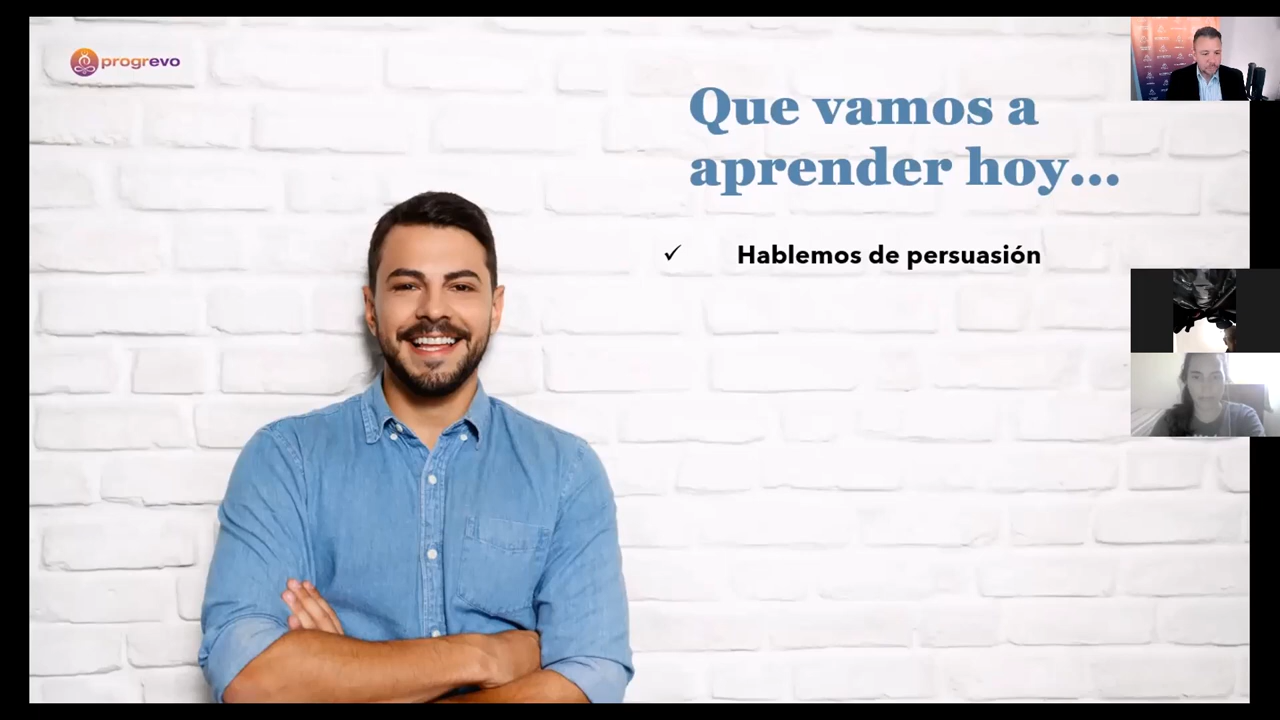 progrevo
Que vamos a
aprender hoy...
✓ Hablemos de persuasión